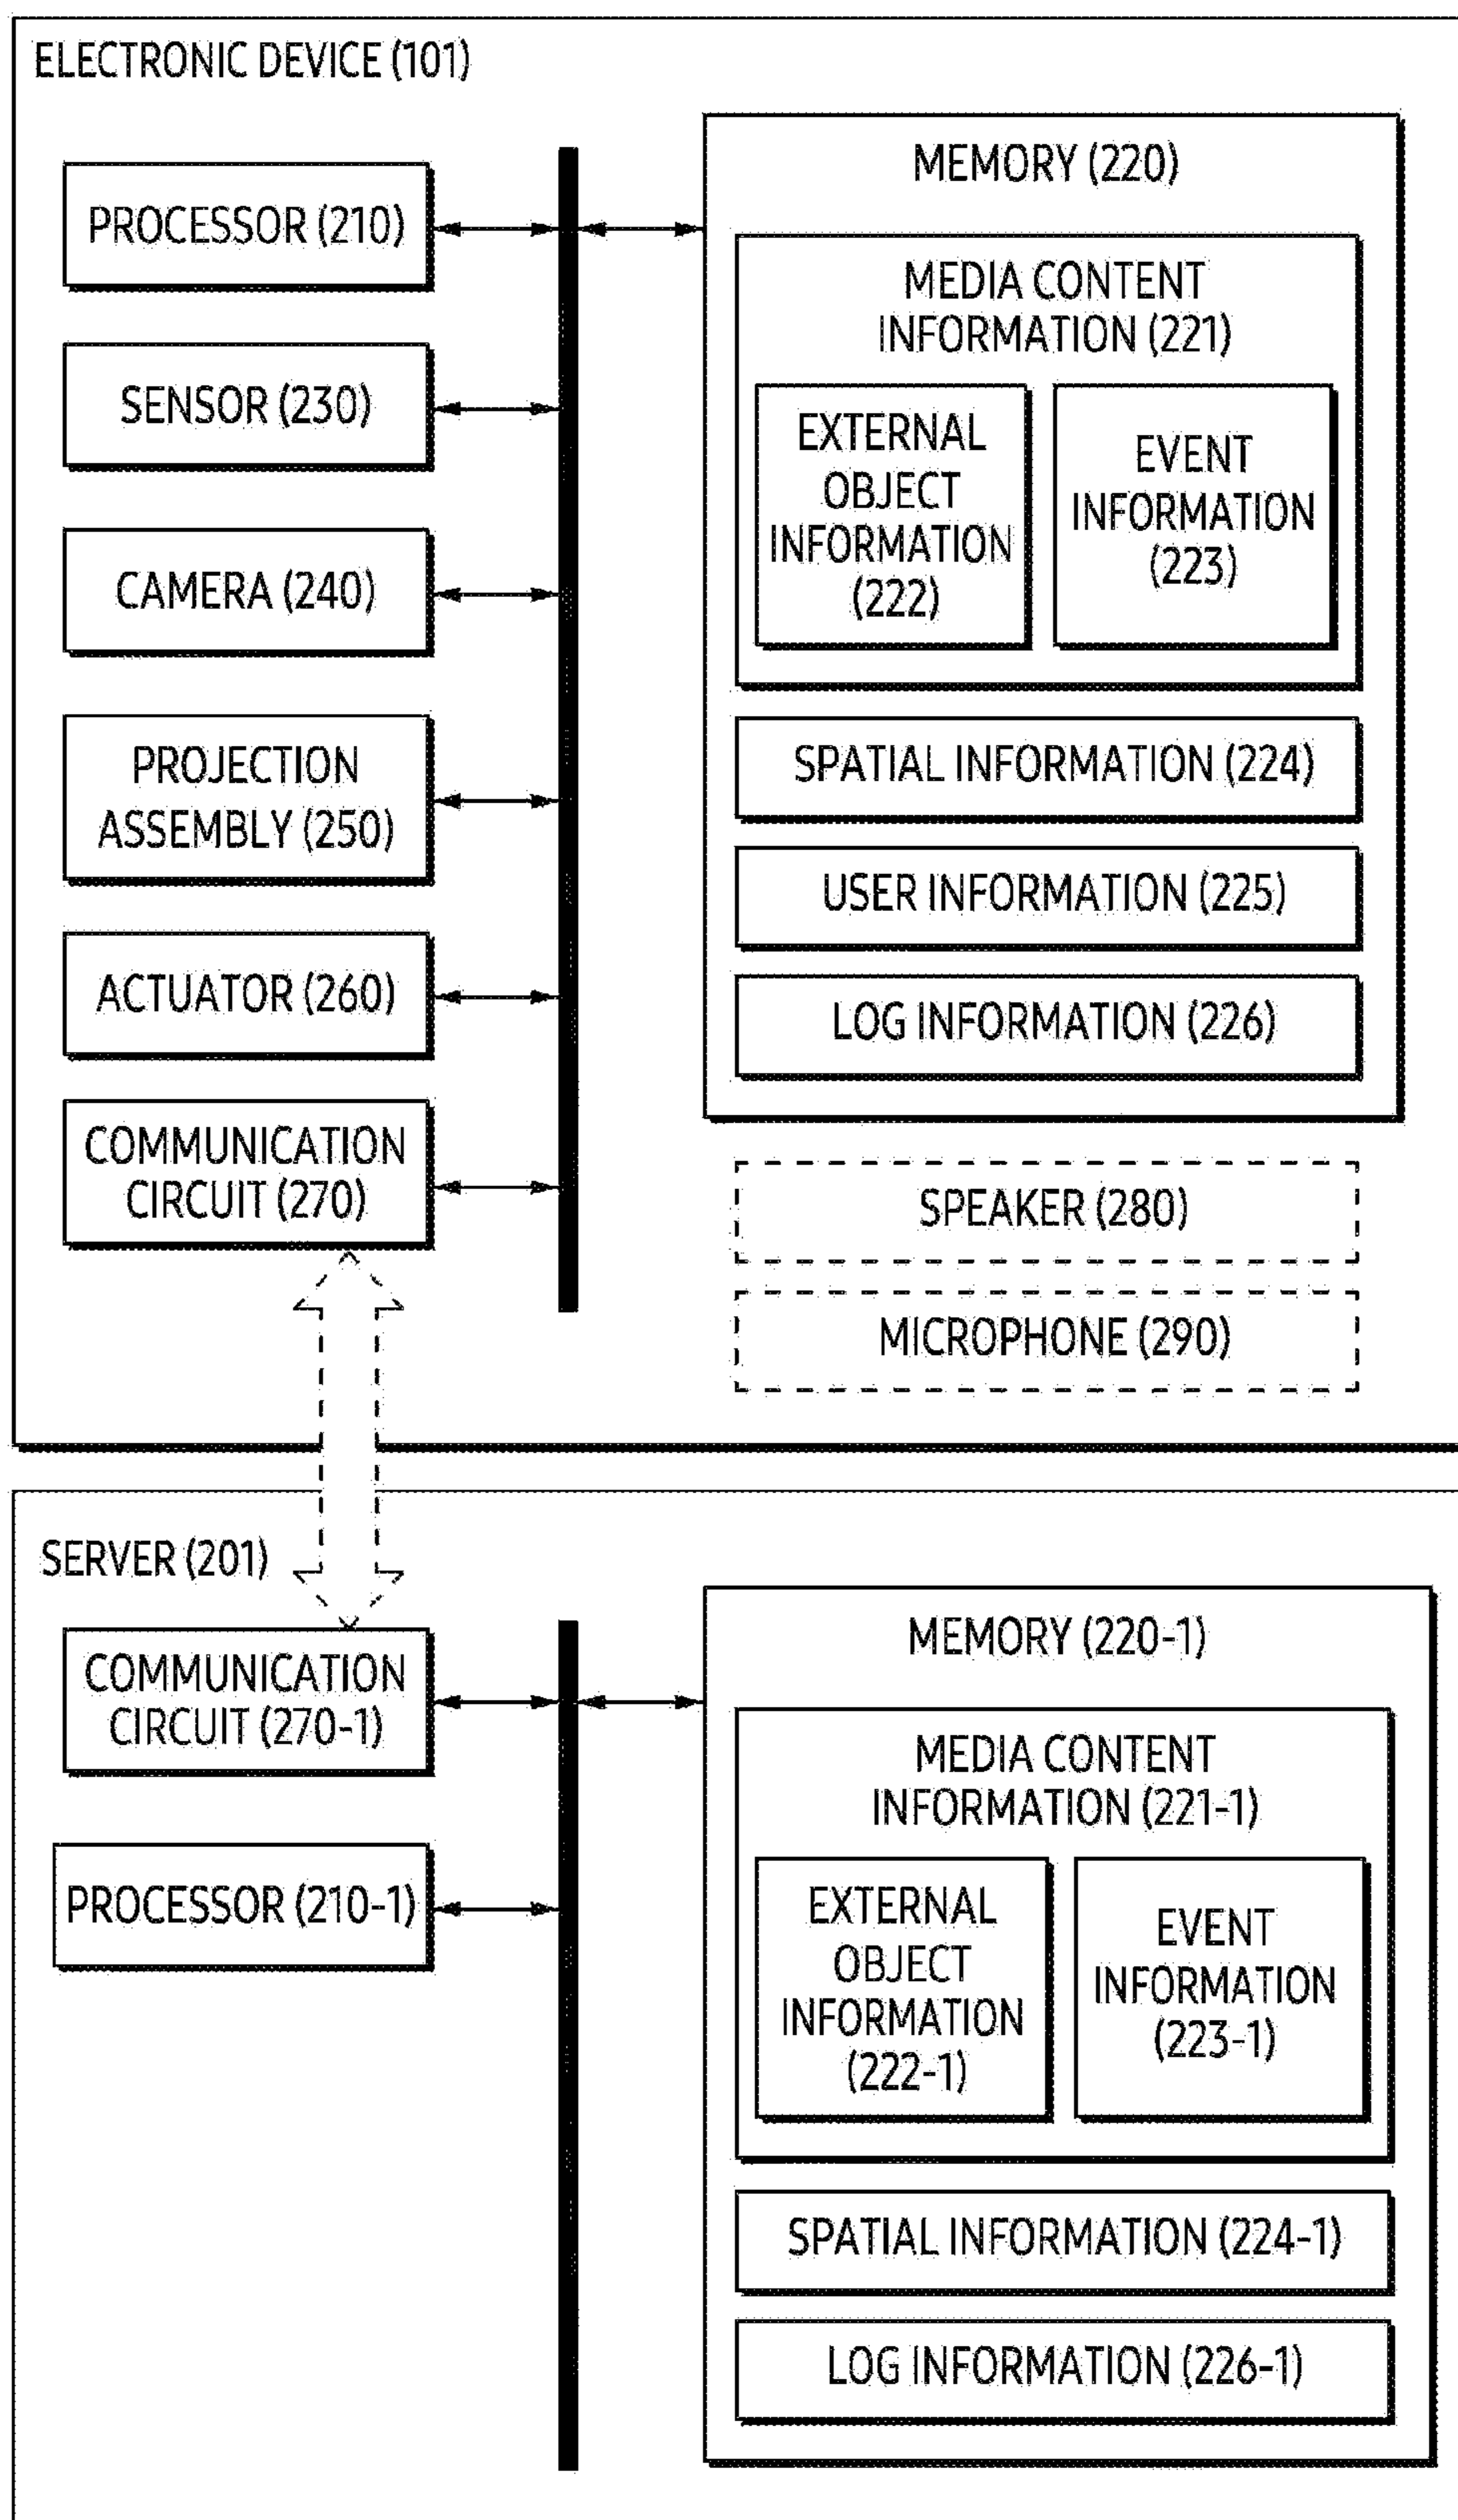 ELECTRONIC DEVICE (101)
PROCESSOR (210)
SENSOR (230)
CAMERA (240)
PROJECTION
ASSEMBLY (250)
ACTUATOR (260)
COMMUNICATION
CIRCUIT (270)
MEMORY (220)
MEDIA CONTENT
INFORMATION (221)
EXTERNAL
OBJECT
INFORMATION
(222)
EVENT
INFORMATION
(223)
SPATIAL INFORMATION (224)
USER INFORMATION (225)
LOG INFORMATION (226)
SPEAKER (280)
MICROPHONE (290)
SERVER (201)
COMMUNICATION
CIRCUIT (270-1)
PROCESSOR (210-1)
MEMORY (220-1)
MEDIA CONTENT
INFORMATION (221-1)
EXTERNAL
OBJECT
INFORMATION
(222-1)
EVENT
INFORMATION
(223-1)
SPATIAL INFORMATION (224-1)
LOG INFORMATION (226-1)